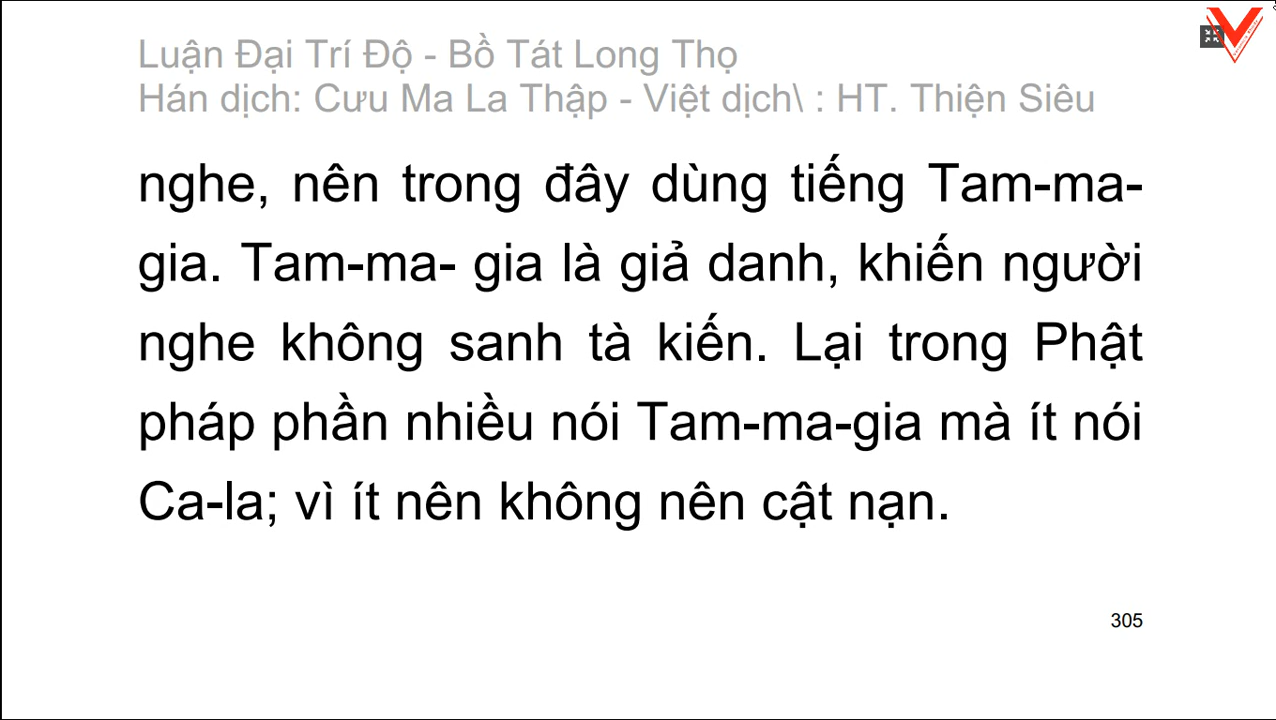 Luận Đại Trí Độ - Bồ Tát Long Thọ
Hán dịch: Cưu Ma La Thập - Việt dịch\ : HT. Thiện Siêu
nghe, nên trong đây dùng tiếng Tam-ma-
gia. Tam-ma- gia là giả danh, khiến người
nghe không sanh tà kiến. Lại trong Phật
pháp phần nhiều nói Tam-ma-gia mà ít nói
Ca-la; vì ít nên không nên cật nạn.
305